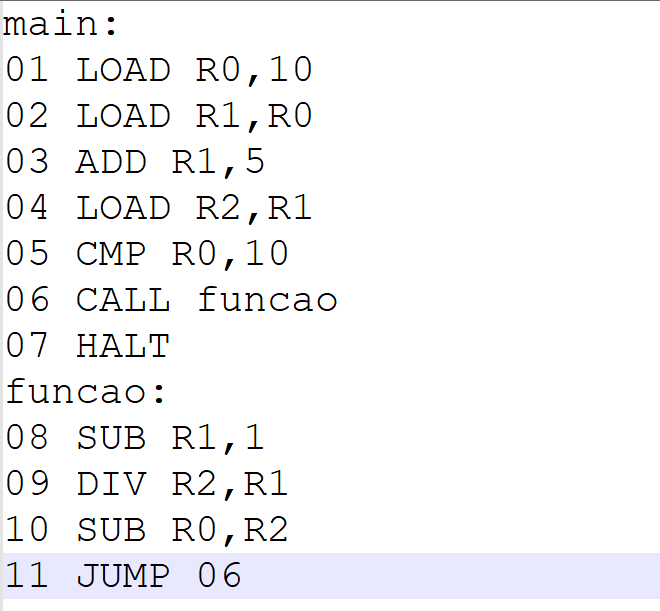 main:
01 LOAD R0,10
02 LOAD R1,R0
03 ADD R1,5
04 LOAD R2,R1
05 CMP R0,10
06 CALL funcao
07 HALT
funcao:
08 SUB R1,1
09 DIV R2,R1
10 SUB R0,R2
11 JUMP 06